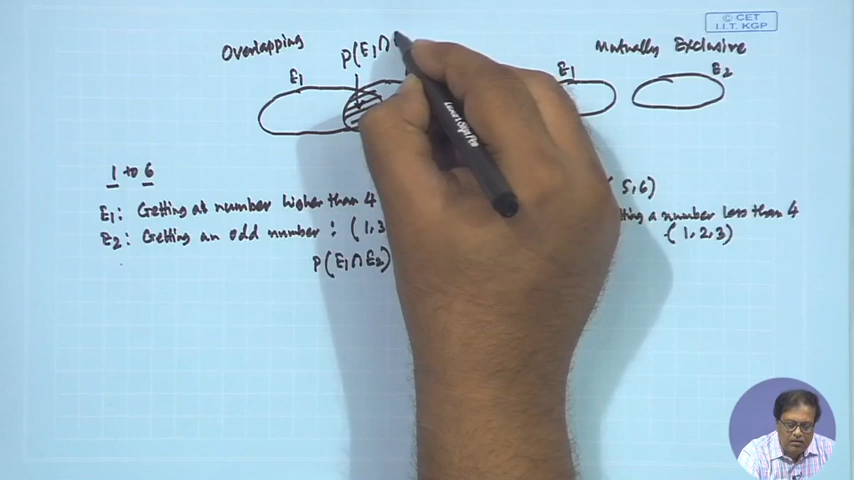 © CET
I.I.T. KGP
Overlapping
Mutually Exclusive
P(E1∩
E1
E1
E2
1 to 6
5,6)
E1: Getting at number higher than 4
a number less than 4
E2: Getting an odd number : (1,3
(1,2,3)
P(E1∩E2)